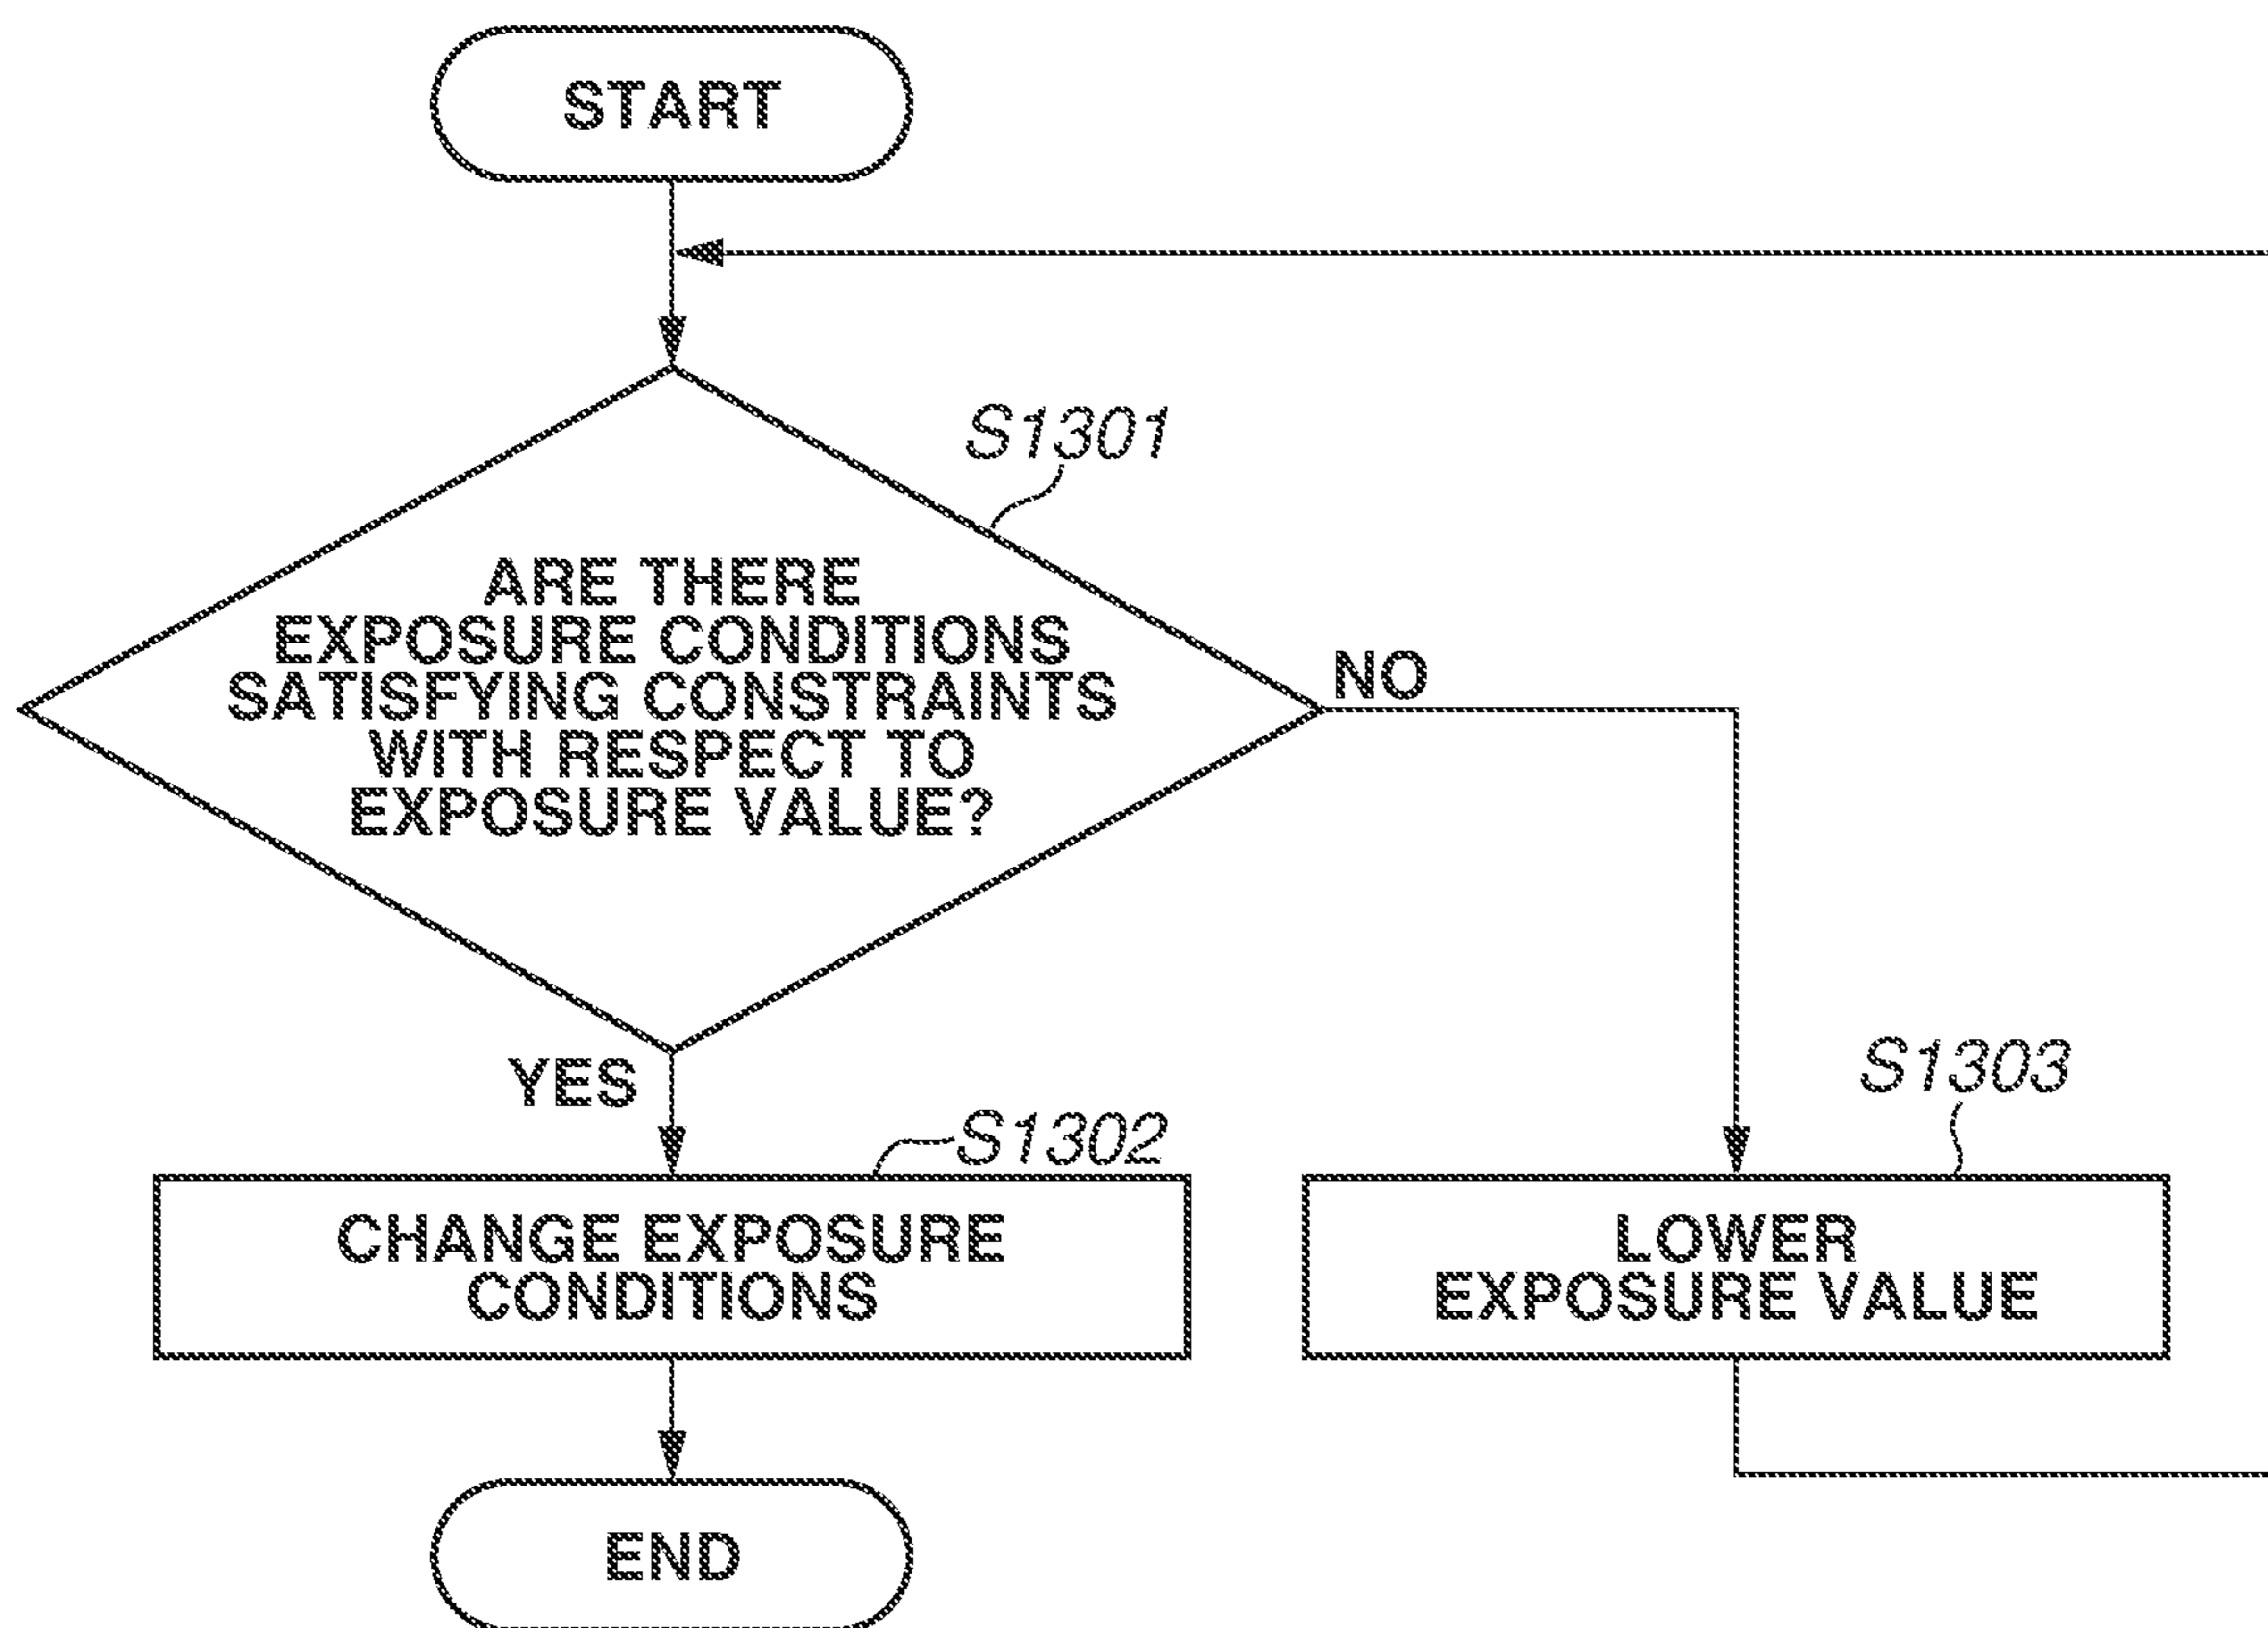 START
S1301
ARE THERE
EXPOSURE CONDITIONS
SATISFYING CONSTRAINTS
WITH RESPECT TO
EXPOSURE VALUE?
NO
YES
S1302
S1303
CHANGE EXPOSURE
CONDITIONS
LOWER
EXPOSURE VALUE
END